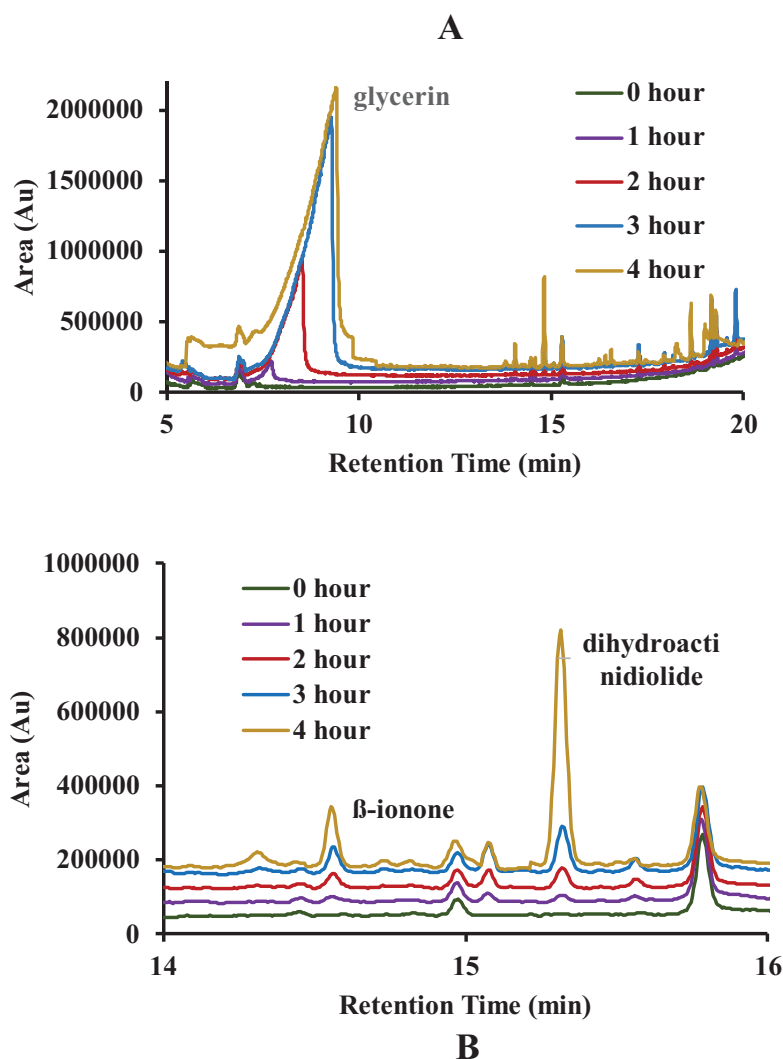 A
glycerin
0 hour
1 hour
2 hour
3 hour
4 hour
2000000
1500000
1000000
500000
0
Area (Au)
5
10
15
20
Retention Time (min)
1000000
800000
600000
400000
200000
0
Area (Au)
0 hour
1 hour
2 hour
3 hour
4 hour
ß-ionone
dihydroacti
nidiolide
14
15
16
Retention Time (min)
B